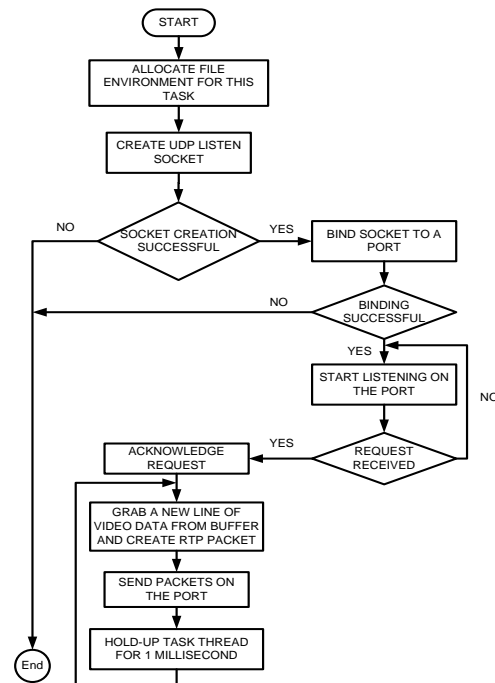 START
ALLOCATE FILE
ENVIRONMENT FOR THIS
TASK
CREATE UDP LISTEN
SOCKET
NO
SOCKET CREATION
SUCCESSFUL
YES
BIND SOCKET TO A
PORT
NO
BINDING
SUCCESSFUL
YES
START LISTENING ON
THE PORT
NO
REQUEST
RECEIVED
YES
ACKNOWLEDGE
REQUEST
GRAB A NEW LINE OF
VIDEO DATA FROM BUFFER
AND CREATE RTP PACKET
SEND PACKETS ON
THE PORT
HOLD-UP TASK THREAD
FOR 1 MILLISECOND
End